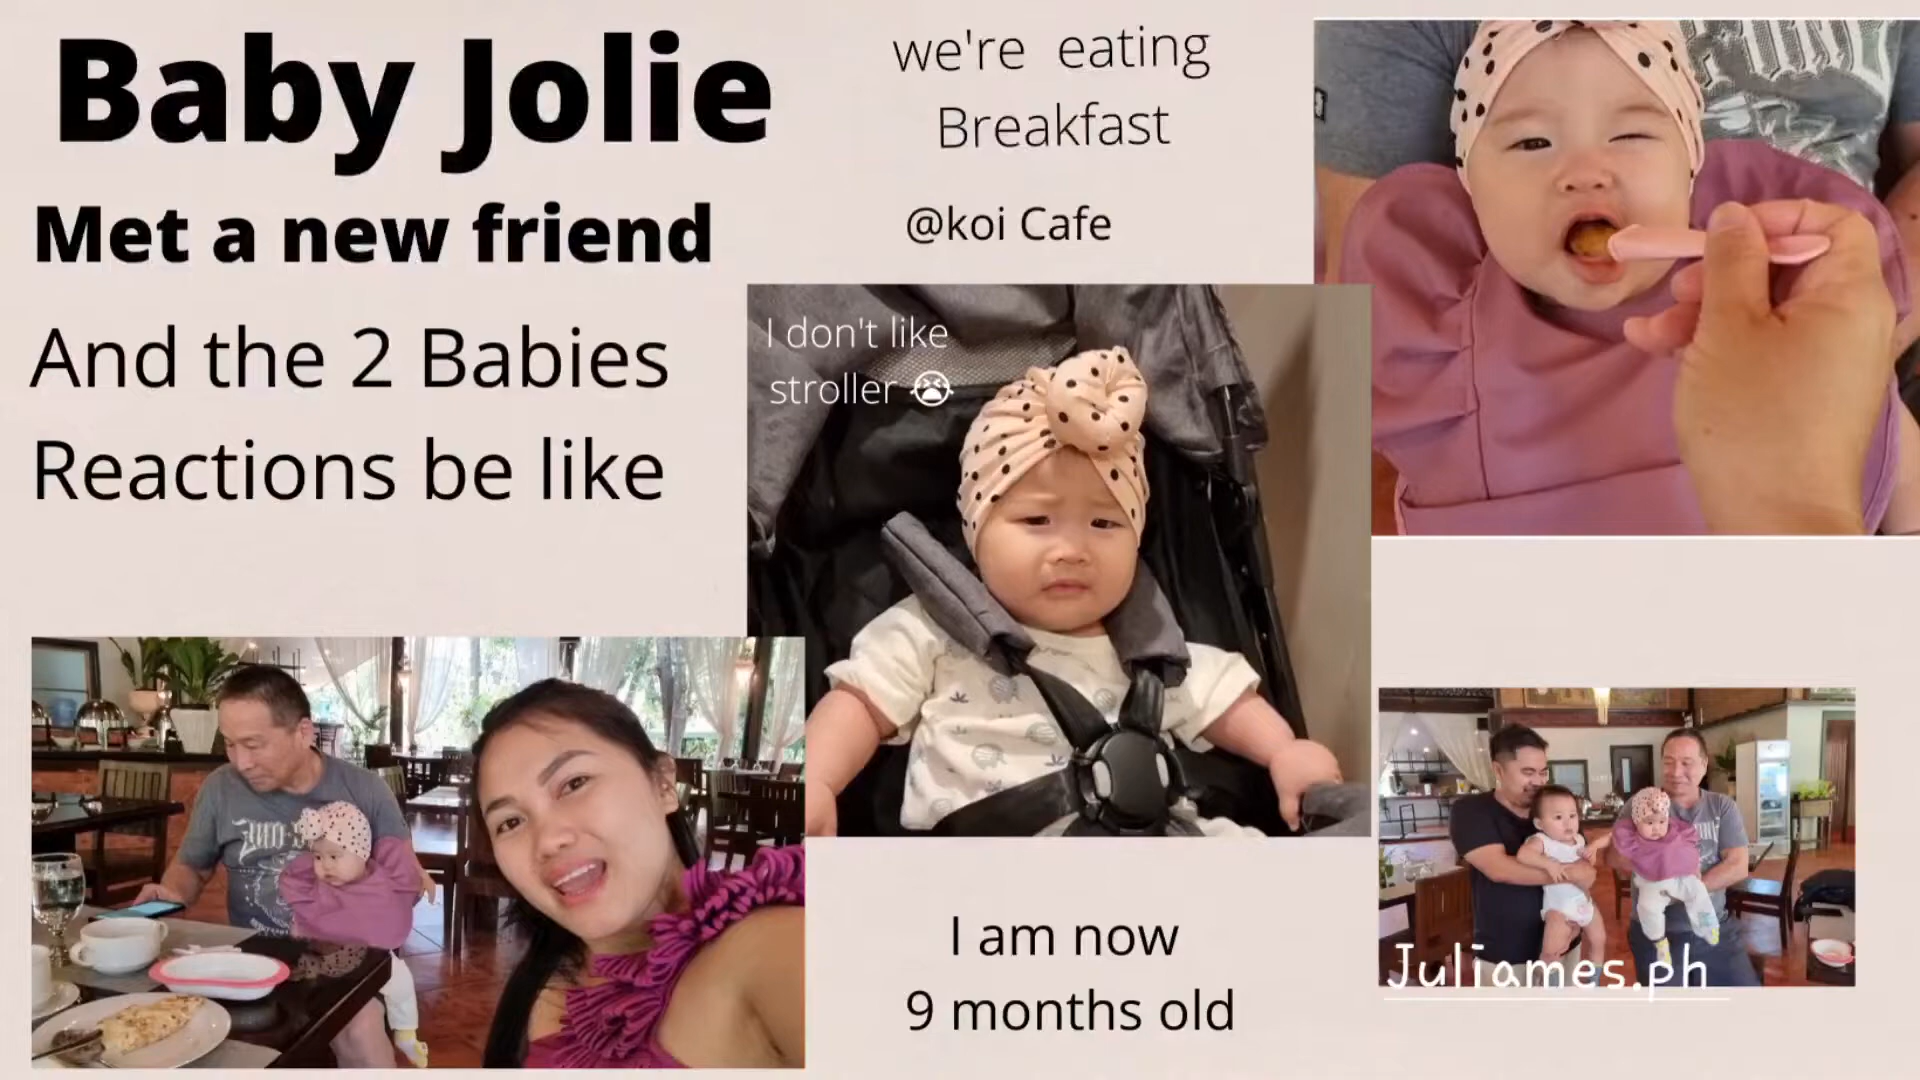 Baby Jolie
Met a new friend
And the 2 Babies
Reactions be like
we're eating
Breakfast
@koi Cafe
I don't like
stroller 😭
I am now
9 months old
Juliames.ph